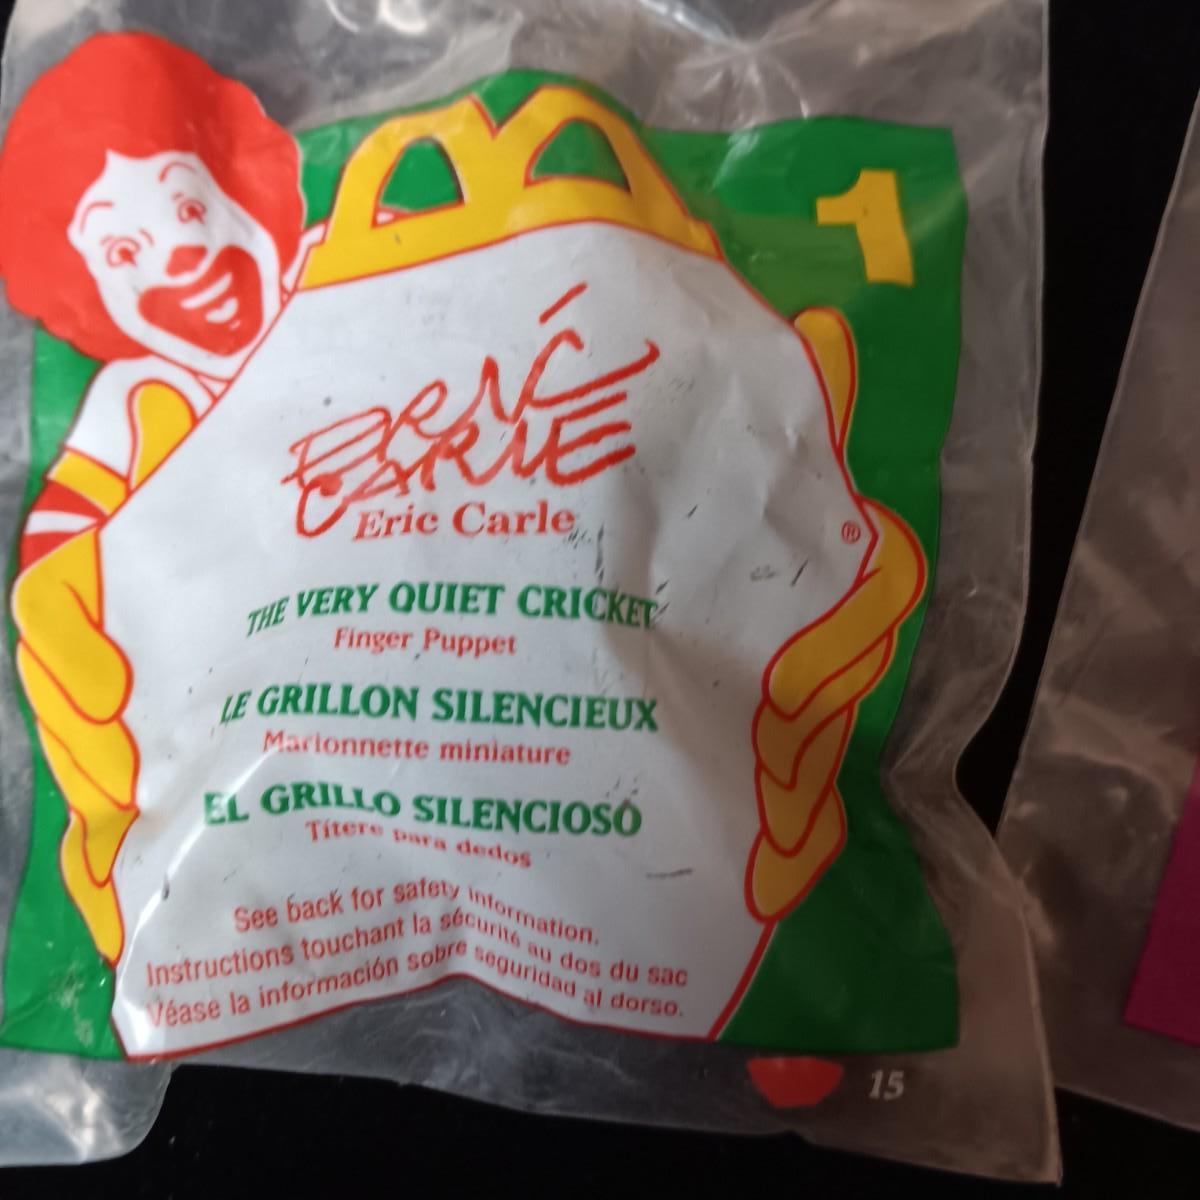 1
ERIC
CARLE
Eric Carle
®
THE VERY QUIET CRICKET
Finger Puppet
LE GRILLON SILENCIEUX
Marionnette miniature
EL GRILLO SILENCIOSO
Títere para dedos
See back for safety information.
Instructions touchant la sécurité au dos du sac
Véase la información sobre seguridad al dorso.
15